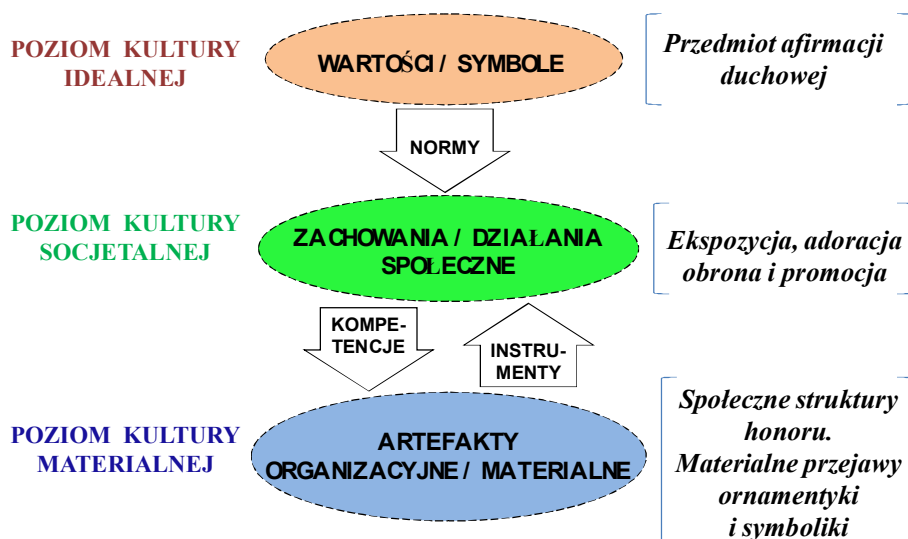 POZIOM KULTURY
IDEALNEJ
WARTOŚCI / SYMBOLE
Przedmiot afirmacji
duchowej
NORMY
POZIOM KULTURY
SOCJETALNEJ
ZACHOWANIA / DZIAŁANIA
SPOŁECZNE
Ekspozycja, adoracja
obrona i promocja
KOMPE-
TENCJE
INSTRU-
MENTY
POZIOM KULTURY
MATERIALNEJ
ARTEFAKTY
ORGANIZACYJNE / MATERIALNE
Społeczne struktury
honoru.
Materialne przejawy
ornamentyki
i symboliki